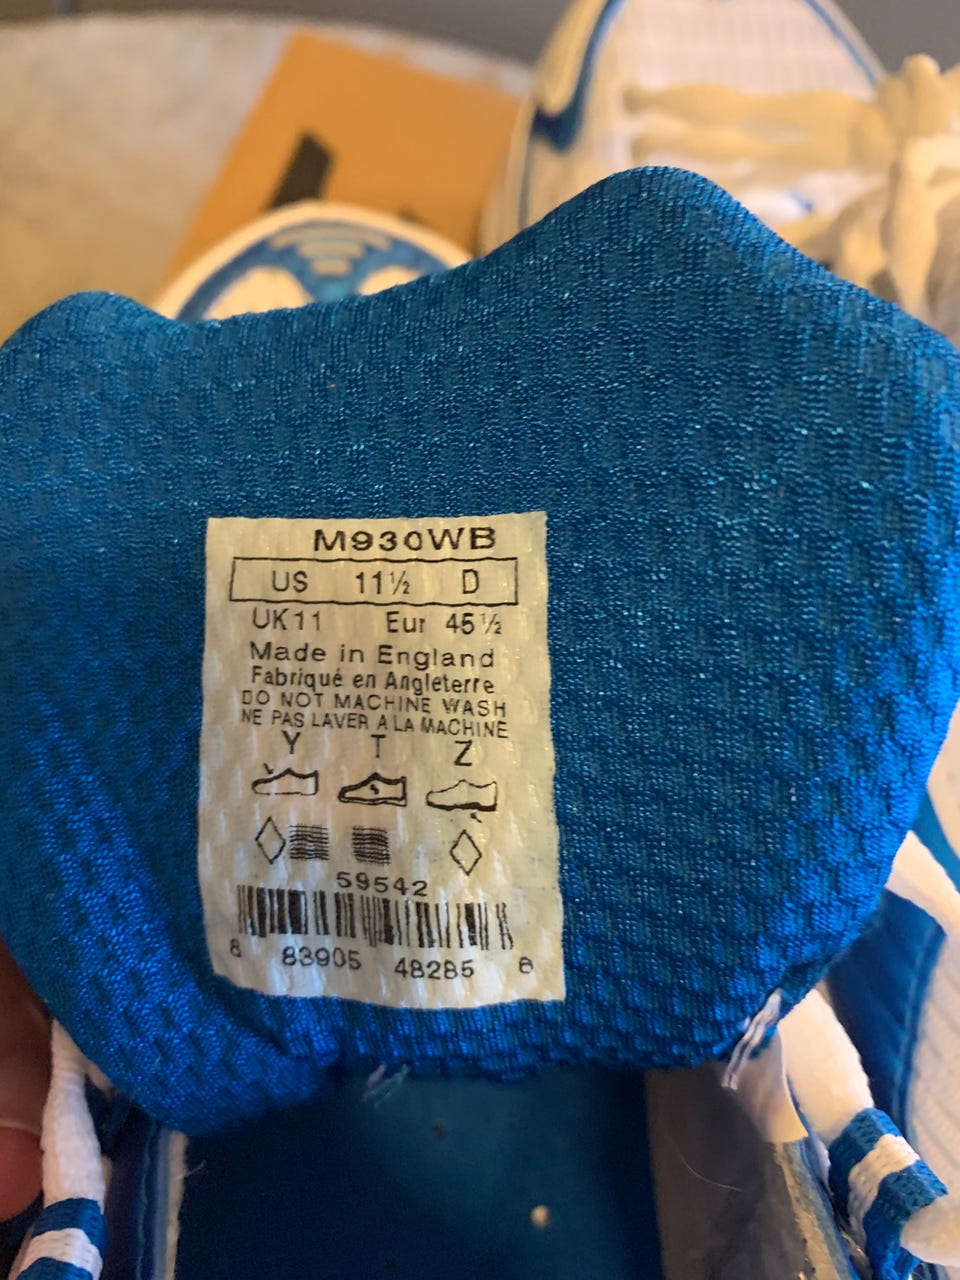 M930WB
US 11½ D
UK11 Eur 45½
Made in England
Fabriqué en Angleterre
DO NOT MACHINE WASH
NE PAS LAVER A LA MACHINE
Y T Z
59542
8 83905 48285 8